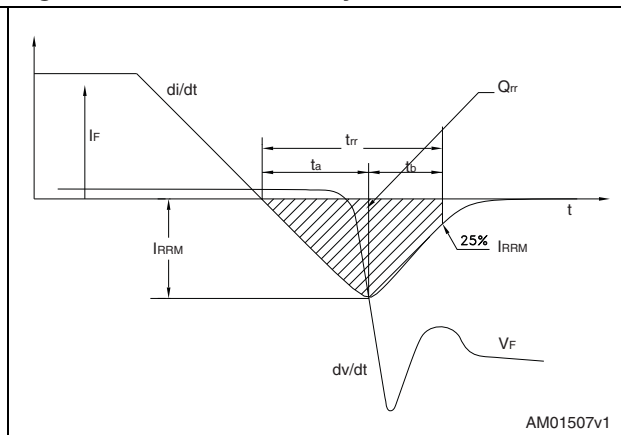 di/dt
Qrr
IF
trr
ta
tb
t
IRRM
25%
IRRM
VF
dv/dt
AM01507v1